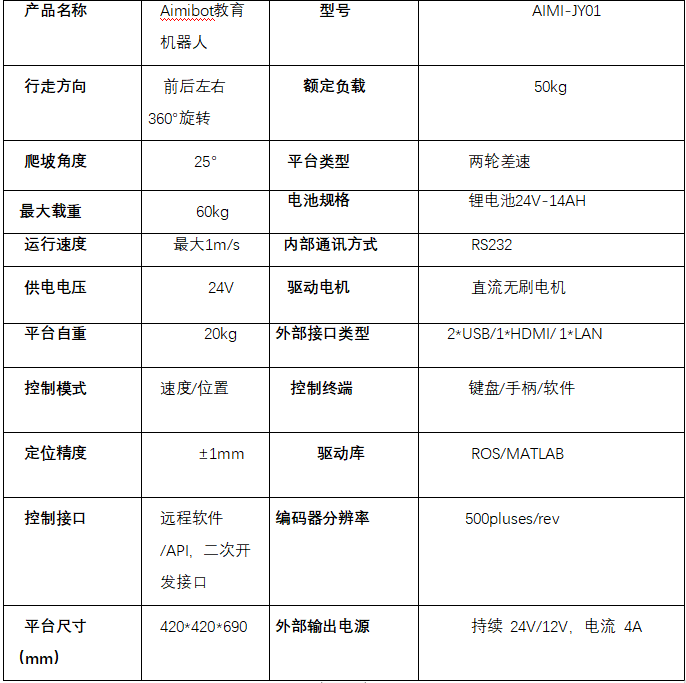 产品名称 Aimibot教育 型号 AIMI-JY01
机器人
行走方向 前后左右 额定负载 50kg
360°旋转
爬坡角度 25° 平台类型 两轮差速
最大载重 60kg 电池规格 锂电池24V-14AH
运行速度 最大1m/s 内部通讯方式 RS232
供电电压 24V 驱动电机 直流无刷电机
平台自重 20kg 外部接口类型 2*USB/1*HDMI/ 1*LAN
控制模式 速度/位置 控制终端 键盘/手柄/软件
定位精度 ±1mm 驱动库 ROS/MATLAB
控制接口 远程软件 编码器分辨率 500pluses/rev
/API，二次开
发接口
平台尺寸 420*420*690 外部输出电源 持续 24V/12V，电流 4A
（mm）